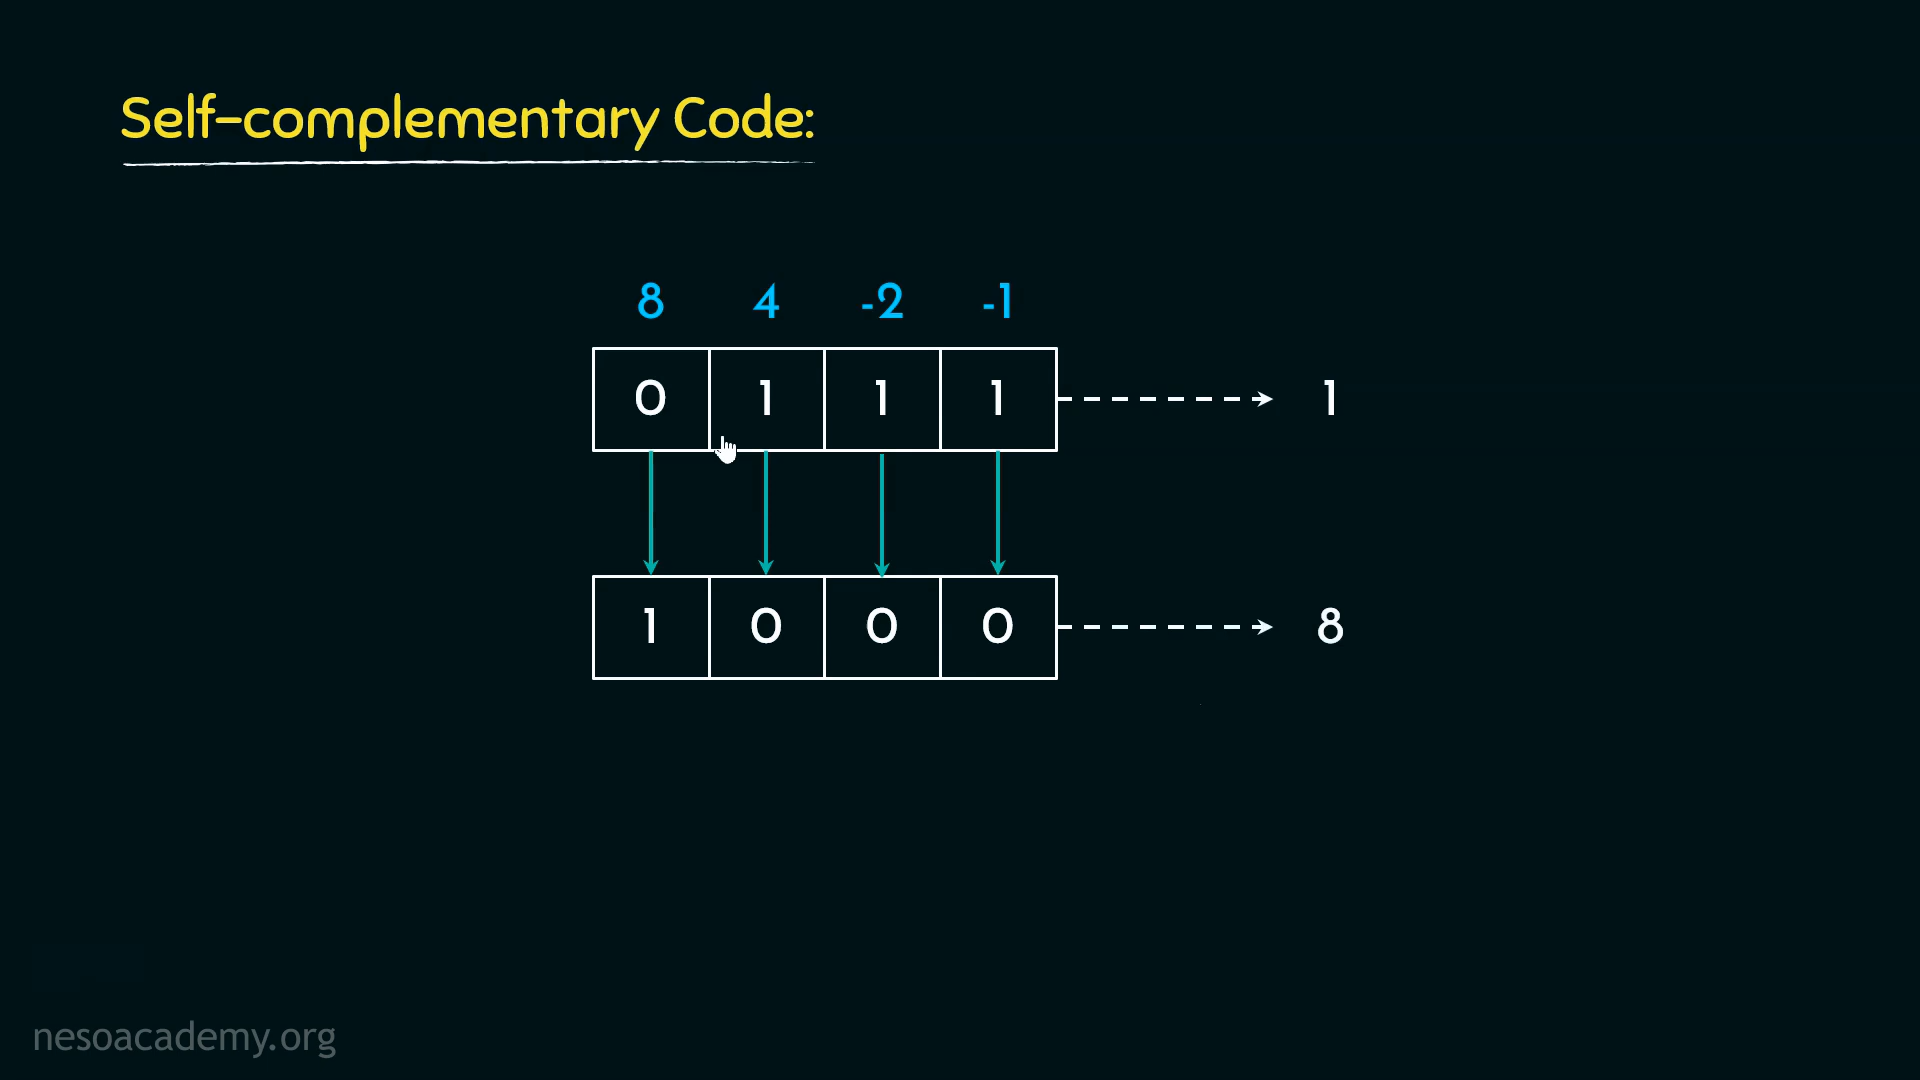 Self-complementary Code:
8 4 -2 -1
0 1 1 1 1
1 0 0 0 8
nesoacademy.org